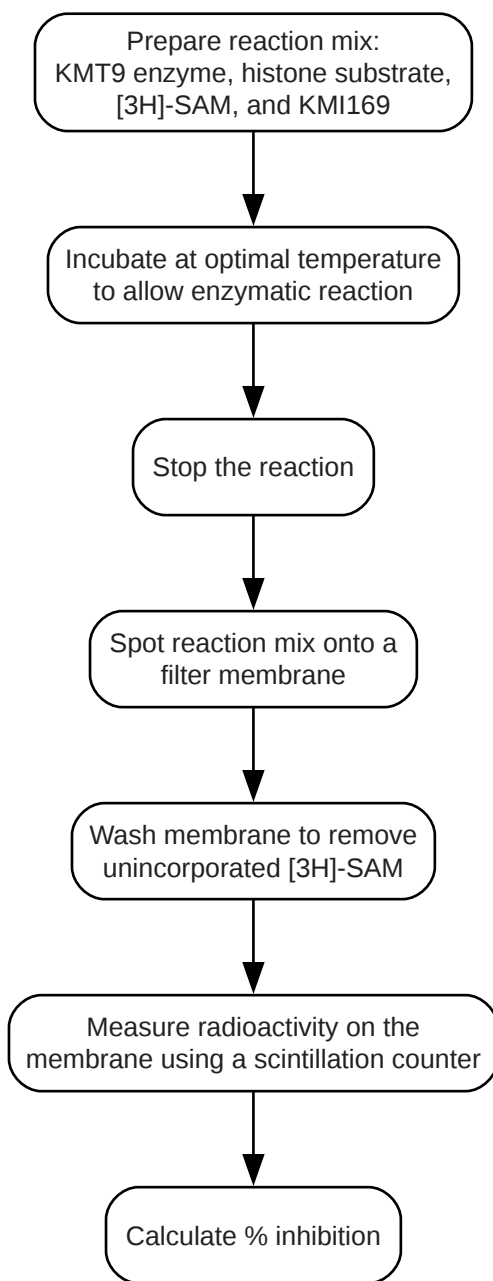 Prepare reaction mix:
KMT9 enzyme, histone substrate,
[3H]-SAM, and KMI169
Incubate at optimal temperature
to allow enzymatic reaction
Stop the reaction
Spot reaction mix onto a
filter membrane
Wash membrane to remove
unincorporated [3H]-SAM
Measure radioactivity on the
membrane using a scintillation counter
Calculate % inhibition